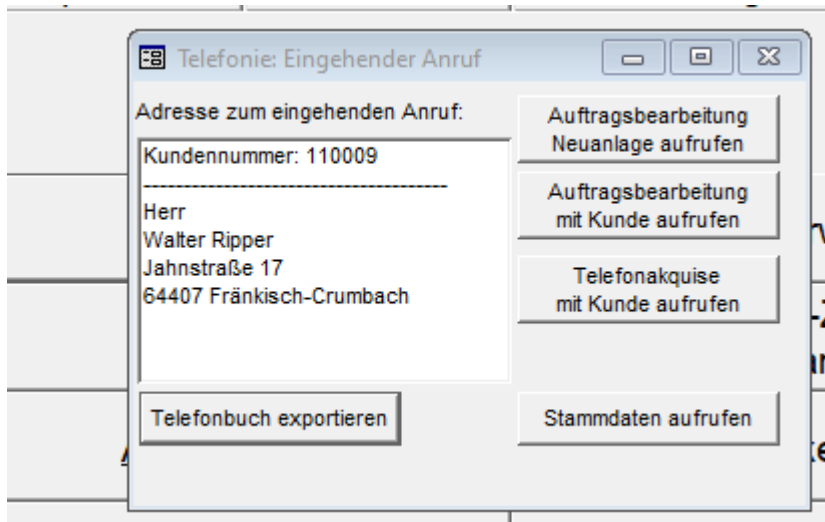 Telefonie: Eingehender Anruf
Adresse zum eingehenden Anruf:
Kundennummer: 110009
--------------------------------------
Herr
Walter Ripper
Jahnstraße 17
64407 Fränkisch-Crumbach
Auftragsbearbeitung
Neuanlage aufrufen
Auftragsbearbeitung
mit Kunde aufrufen
Telefonakquise
mit Kunde aufrufen
Telefonbuch exportieren
Stammdaten aufrufen